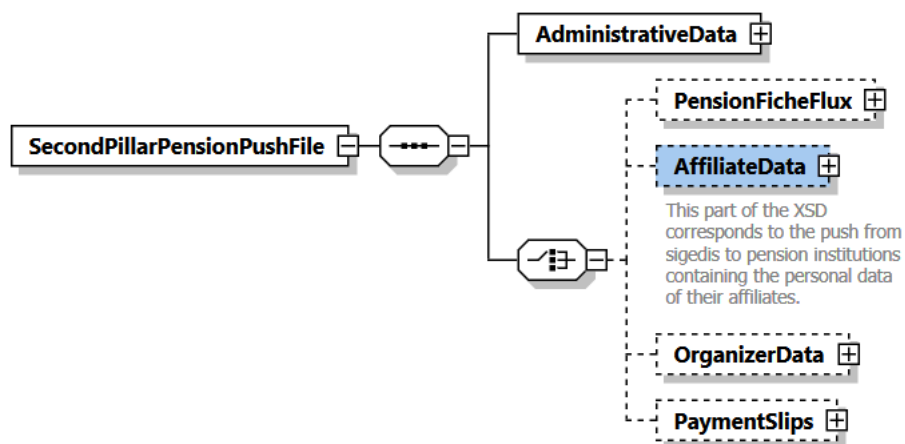 AdministrativeData
PensionFicheFlux
SecondPillarPensionPushFile
AffiliateData
This part of the XSD
corresponds to the push from
sigedis to pension institutions
containing the personal data
of their affiliates.
OrganizerData
PaymentSlips